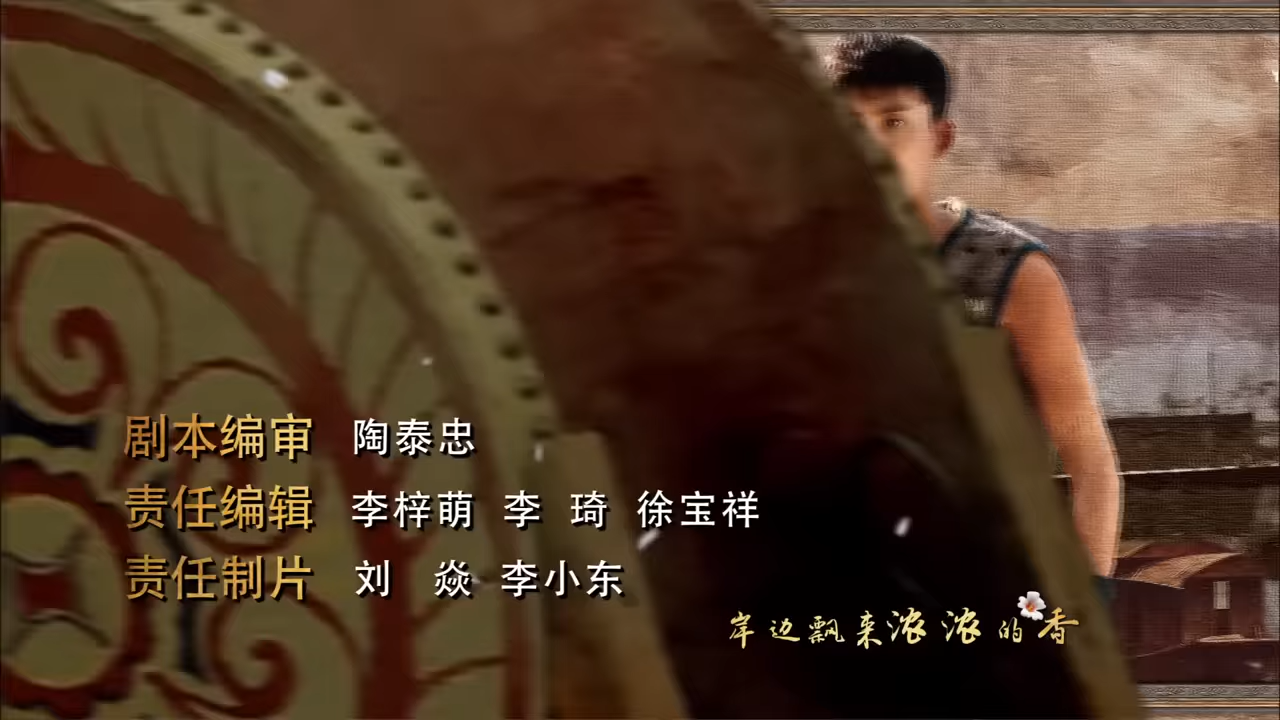 剧本编审 陶泰忠
责任编辑 李梓萌 李 琦 徐宝祥
责任制片 刘 焱 李小东
岸边飘来浓浓的香